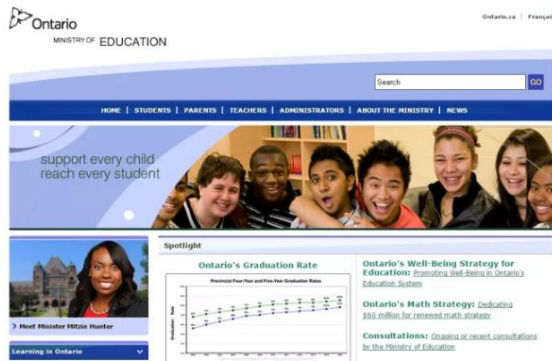 Ontario
MINISTRY OF EDUCATION
Ontario.ca | Françai
Search GO
HOME | STUDENTS | PARENTS | TEACHERS | ADMINISTRATORS | ABOUT THE MINISTRY | NEWS
support every child
reach every student
> Meet Minister Mitzie Hunter
Learning in Ontario
Spotlight
Ontario's Graduation Rate
Provincial Four-Year and Five-Year Graduation Rates
Graduation Rate
Ontario's Well-Being Strategy for
Education: Promoting Well-Being in Ontario's
Education System
Ontario's Math Strategy: Dedicating
$60 million for renewed math strategy
Consultations: Ongoing or recent consultations
by the Ministry of Education